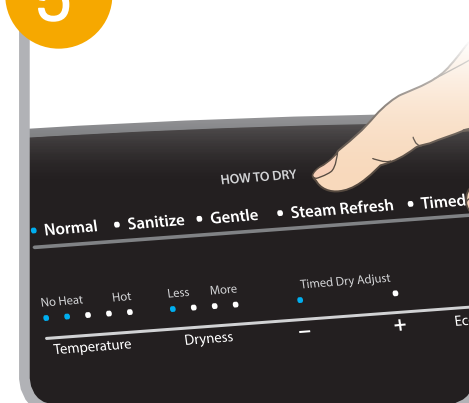 5
HOW TO DRY
• Normal • Sanitize • Gentle • Steam Refresh • Timed
No Heat Hot Less More Timed Dry Adjust
Temperature Dryness − + Ec